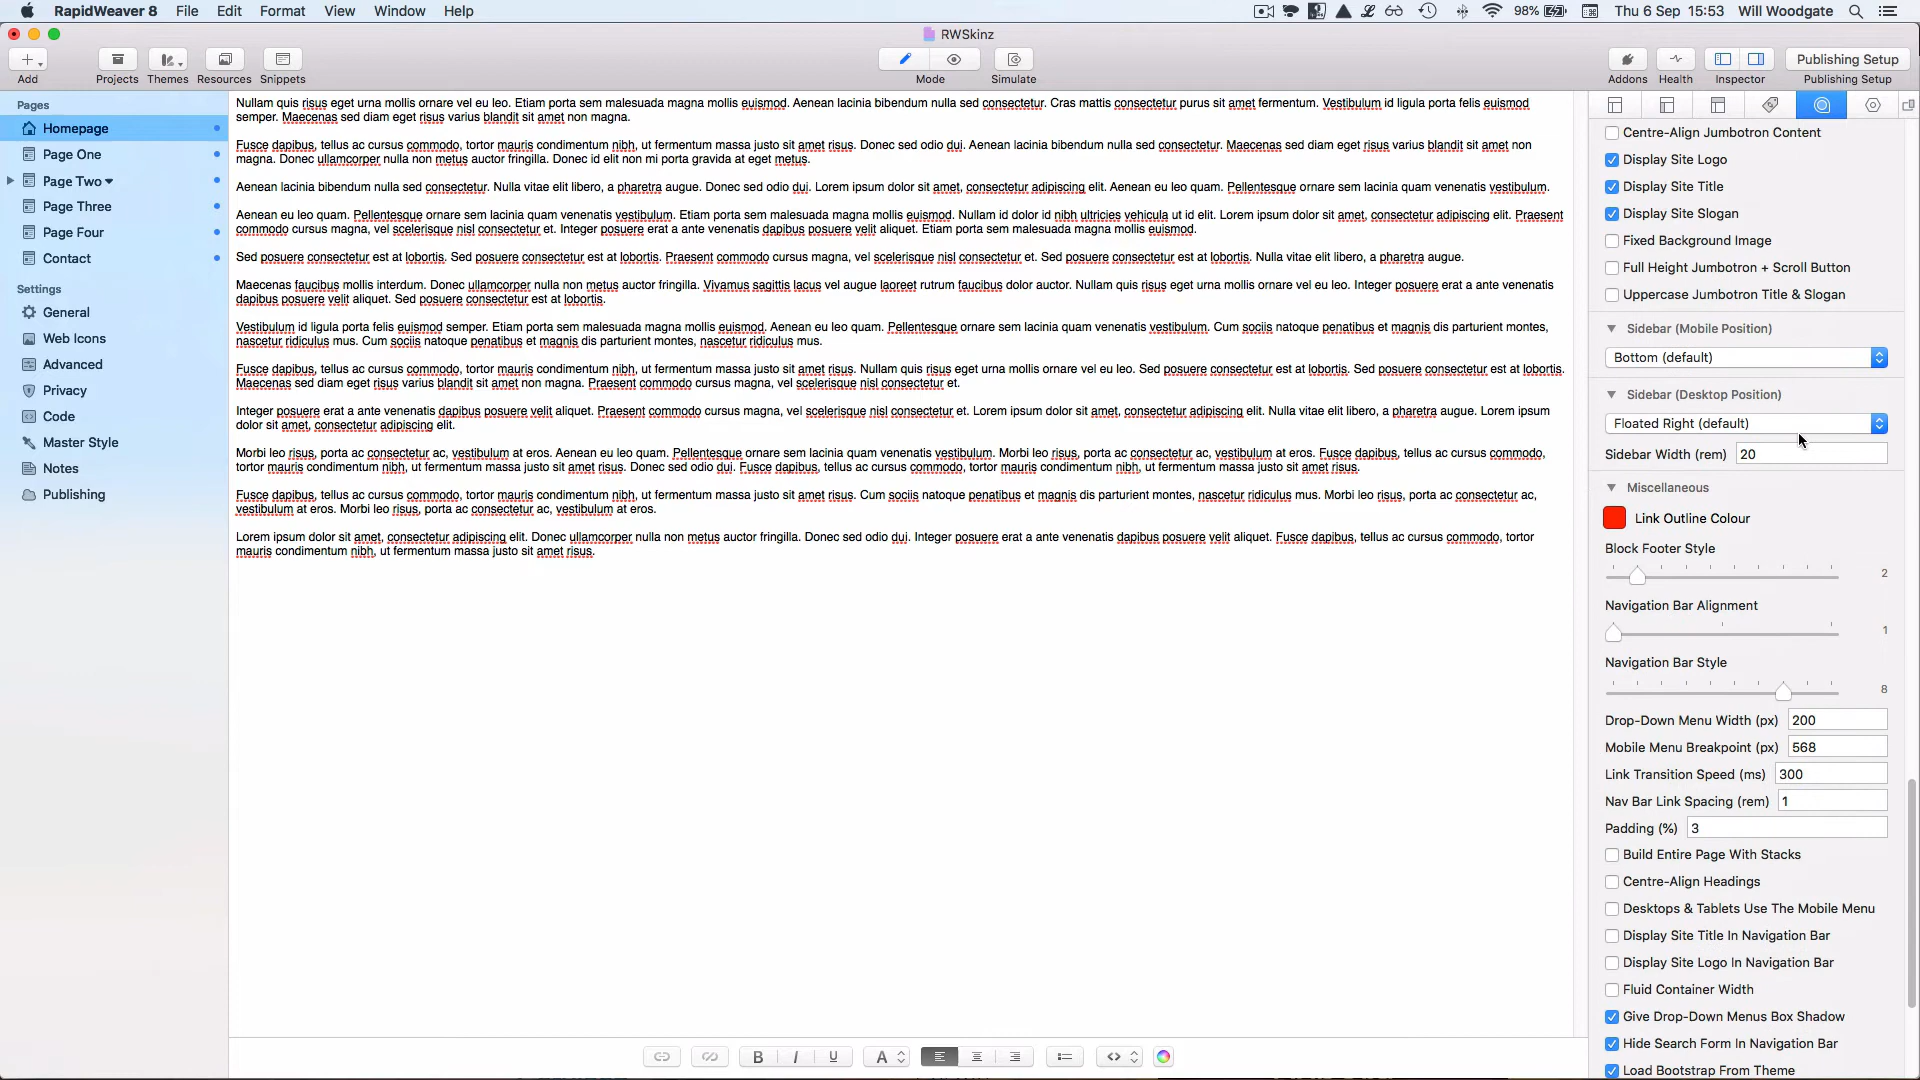 RapidWeaver 8 File Edit Format View Window Help 98% Thu 6 Sep 15:53 Will Woodgate
RWSkinz
Publishing Setup
Add Projects Themes Resources Snippets Mode Simulate Addons Health Inspector Publishing Setup
Pages
Homepage
Page One
Page Two
Page Three
Page Four
Contact
Settings
General
Web Icons
Advanced
Privacy
Code
Master Style
Notes
Publishing
Nullam quis risus eget urna mollis ornare vel eu leo. Etiam porta sem malesuada magna mollis euismod. Aenean lacinia bibendum nulla sed consectetur. Cras mattis consectetur purus sit amet fermentum. Vestibulum id ligula porta felis euismod
semper. Maecenas sed diam eget risus varius blandit sit amet non magna.
Fusce dapibus, tellus ac cursus commodo, tortor mauris condimentum nibh, ut fermentum massa justo sit amet risus. Donec sed odio dui. Aenean lacinia bibendum nulla sed consectetur. Maecenas sed diam eget risus varius blandit sit amet non
magna. Donec ullamcorper nulla non metus auctor fringilla. Donec id elit non mi porta gravida at eget metus.
Aenean lacinia bibendum nulla sed consectetur. Nulla vitae elit libero, a pharetra augue. Donec sed odio dui. Lorem ipsum dolor sit amet, consectetur adipiscing elit. Aenean eu leo quam. Pellentesque ornare sem lacinia quam venenatis vestibulum.
Aenean eu leo quam. Pellentesque ornare sem lacinia quam venenatis vestibulum. Etiam porta sem malesuada magna mollis euismod. Nullam id dolor id nibh ultricies vehicula ut id elit. Lorem ipsum dolor sit amet, consectetur adipiscing elit. Praesent
commodo cursus magna, vel scelerisque nisl consectetur et. Integer posuere erat a ante venenatis dapibus posuere velit aliquet. Etiam porta sem malesuada magna mollis euismod.
Sed posuere consectetur est at lobortis. Sed posuere consectetur est at lobortis. Praesent commodo cursus magna, vel scelerisque nisl consectetur et. Sed posuere consectetur est at lobortis. Nulla vitae elit libero, a pharetra augue.
Maecenas faucibus mollis interdum. Donec ullamcorper nulla non metus auctor fringilla. Vivamus sagittis lacus vel augue laoreet rutrum faucibus dolor auctor. Nullam quis risus eget urna mollis ornare vel eu leo. Integer posuere erat a ante venenatis
dapibus posuere velit aliquet. Sed posuere consectetur est at lobortis.
Vestibulum id ligula porta felis euismod semper. Etiam porta sem malesuada magna mollis euismod. Aenean eu leo quam. Pellentesque ornare sem lacinia quam venenatis vestibulum. Cum sociis natoque penatibus et magnis dis parturient montes,
nascetur ridiculus mus. Cum sociis natoque penatibus et magnis dis parturient montes, nascetur ridiculus mus.
Fusce dapibus, tellus ac cursus commodo, tortor mauris condimentum nibh, ut fermentum massa justo sit amet risus. Nullam quis risus eget urna mollis ornare vel eu leo. Sed posuere consectetur est at lobortis. Sed posuere consectetur est at lobortis.
Maecenas sed diam eget risus varius blandit sit amet non magna. Praesent commodo cursus magna, vel scelerisque nisl consectetur et.
Integer posuere erat a ante venenatis dapibus posuere velit aliquet. Praesent commodo cursus magna, vel scelerisque nisl consectetur et. Lorem ipsum dolor sit amet, consectetur adipiscing elit. Nulla vitae elit libero, a pharetra augue. Lorem ipsum
dolor sit amet, consectetur adipiscing elit.
Morbi leo risus, porta ac consectetur ac, vestibulum at eros. Aenean eu leo quam. Pellentesque ornare sem lacinia quam venenatis vestibulum. Morbi leo risus, porta ac consectetur ac, vestibulum at eros. Fusce dapibus, tellus ac cursus commodo,
tortor mauris condimentum nibh, ut fermentum massa justo sit amet risus. Donec sed odio dui. Fusce dapibus, tellus ac cursus commodo, tortor mauris condimentum nibh, ut fermentum massa justo sit amet risus.
Fusce dapibus, tellus ac cursus commodo, tortor mauris condimentum nibh, ut fermentum massa justo sit amet risus. Cum sociis natoque penatibus et magnis dis parturient montes, nascetur ridiculus mus. Morbi leo risus, porta ac consectetur ac,
vestibulum at eros. Morbi leo risus, porta ac consectetur ac, vestibulum at eros.
Lorem ipsum dolor sit amet, consectetur adipiscing elit. Donec ullamcorper nulla non metus auctor fringilla. Donec sed odio dui. Integer posuere erat a ante venenatis dapibus posuere velit aliquet. Fusce dapibus, tellus ac cursus commodo, tortor
mauris condimentum nibh, ut fermentum massa justo sit amet risus.
B I U A
Centre-Align Jumbotron Content
Display Site Logo
Display Site Title
Display Site Slogan
Fixed Background Image
Full Height Jumbotron + Scroll Button
Uppercase Jumbotron Title & Slogan
Sidebar (Mobile Position)
Bottom (default)
Sidebar (Desktop Position)
Floated Right (default)
Sidebar Width (rem) 20
Miscellaneous
Link Outline Colour
Block Footer Style
2
Navigation Bar Alignment
1
Navigation Bar Style
8
Drop-Down Menu Width (px) 200
Mobile Menu Breakpoint (px) 568
Link Transition Speed (ms) 300
Nav Bar Link Spacing (rem) 1
Padding (%) 3
Build Entire Page With Stacks
Centre-Align Headings
Desktops & Tablets Use The Mobile Menu
Display Site Title In Navigation Bar
Display Site Logo In Navigation Bar
Fluid Container Width
Give Drop-Down Menus Box Shadow
Hide Search Form In Navigation Bar
Load Bootstrap From Theme